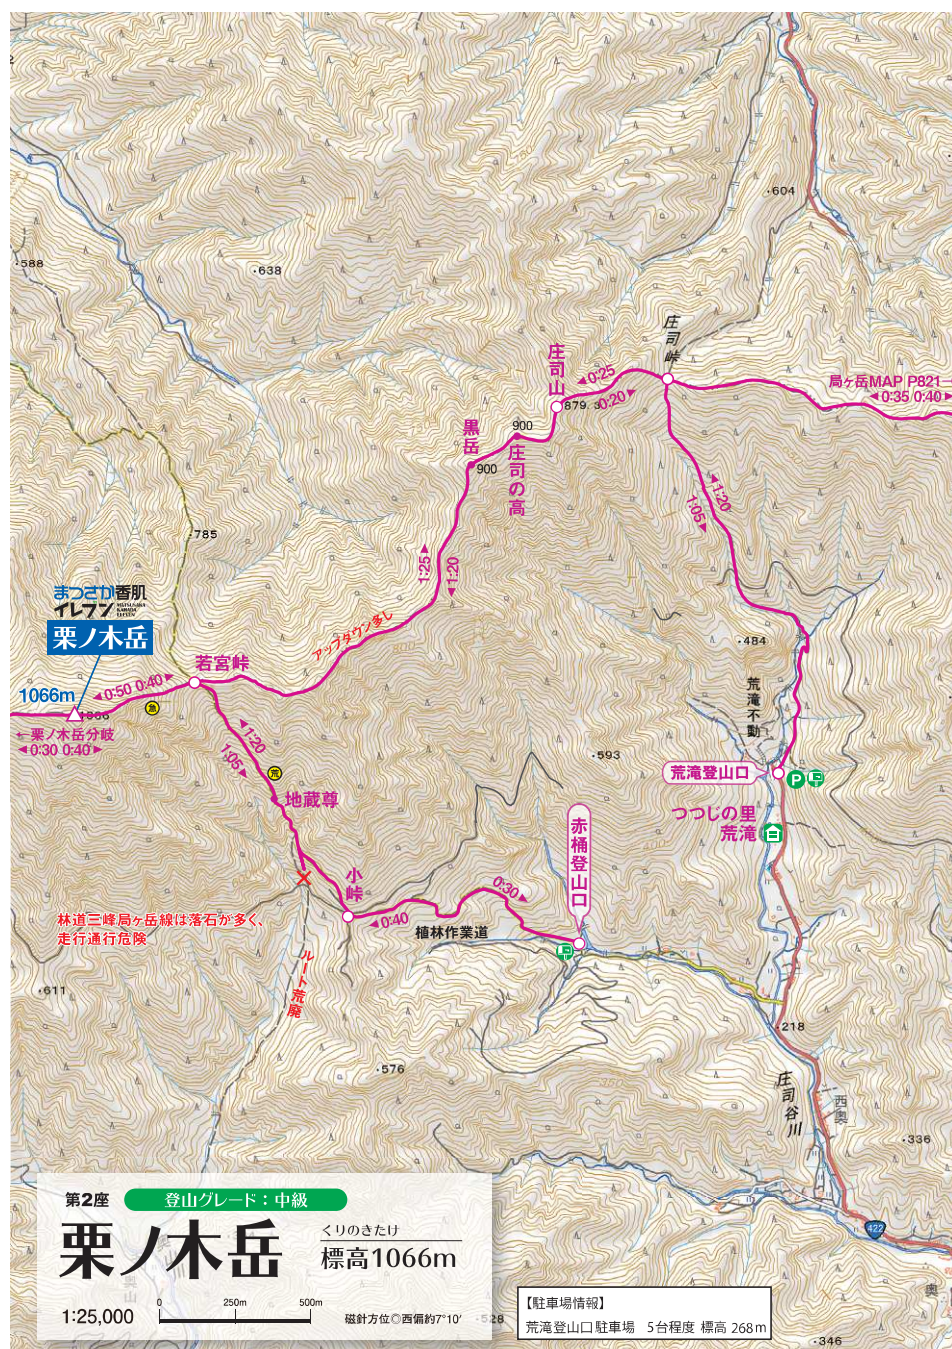 ・604
・588
・638
庄司峠
庄司山
0:25
0:20
879.3
局ヶ岳MAP P821
0:35 0:40
黒岳
900
900
庄司の高
1:20
1:05
・785
1:25
1:20
まつさか香肌
イレブン
MATSUSAKA
KAHADA
ELEVEN
栗ノ木岳
アップダウン多し
・484
若宮峠
1066m
0:50 0:40
急
←栗ノ木岳分岐
0:30 0:40
荒滝不動
1:20
1:05
・593
荒
地蔵尊
荒滝登山口
P
つつじの里
荒滝
赤桶登山口
小峠
0:30
0:40
植林作業道
林道三峰局ヶ岳線は落石が多く、
走行通行危険
ルート荒廃
・611
・218
・576
庄司谷川
西奥
・336
第2座
登山グレード：中級
栗ノ木岳
くりのきたけ
標高1066m
422
1:25,000
0 250m 500m
磁針方位◎西偏約7°10′
・528
【駐車場情報】
荒滝登山口駐車場 5台程度 標高 268m
奥
・346